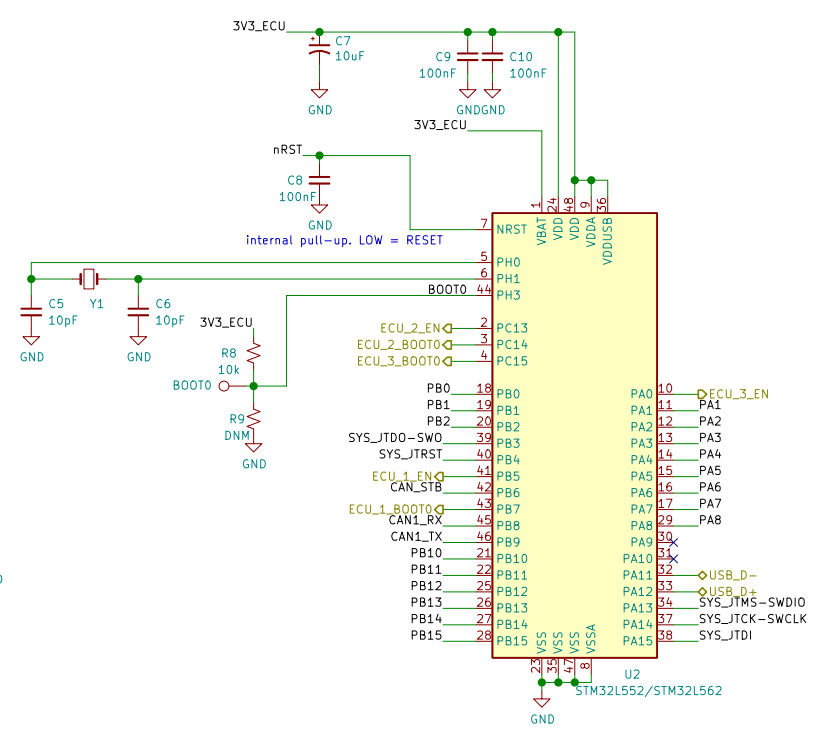 3V3_ECU
C7
10uF
C9
100nF
C10
100nF
GND
GND
GND
3V3_ECU
nRST
C8
100nF
GND
internal pull-up. LOW = RESET
1
24
48
9
36
VBAT
VDD
VDD
VDDA
VDDUSB
7
NRST
5
PH0
6
PH1
BOOT0
44
PH3
C5
10pF
Y1
C6
10pF
GND
GND
3V3_ECU
R8
10k
BOOT0
R9
DNM
GND
ECU_2_EN
2
PC13
ECU_2_BOOT0
3
PC14
ECU_3_BOOT0
4
PC15
PB0
18
PB0
PB1
19
PB1
PB2
20
PB2
SYS_JTDO-SWO
39
PB3
SYS_JTRST
40
PB4
ECU_1_EN
41
PB5
CAN_STB
42
PB6
ECU_1_BOOT0
43
PB7
CAN1_RX
45
PB8
CAN1_TX
46
PB9
PB10
21
PB10
PB11
22
PB11
PB12
25
PB12
PB13
26
PB13
PB14
27
PB14
PB15
28
PB15
PA0
10
ECU_3_EN
PA1
11
PA1
PA2
12
PA2
PA3
13
PA3
PA4
14
PA4
PA5
15
PA5
PA6
16
PA6
PA7
17
PA7
PA8
29
PA8
PA9
30
PA10
31
PA11
32
USB_D-
PA12
33
USB_D+
PA13
34
SYS_JTMS-SWDIO
PA14
37
SYS_JTCK-SWCLK
PA15
38
SYS_JTDI
VSS
VSS
VSS
VSSA
23
35
47
8
U2
STM32L552/STM32L562
GND